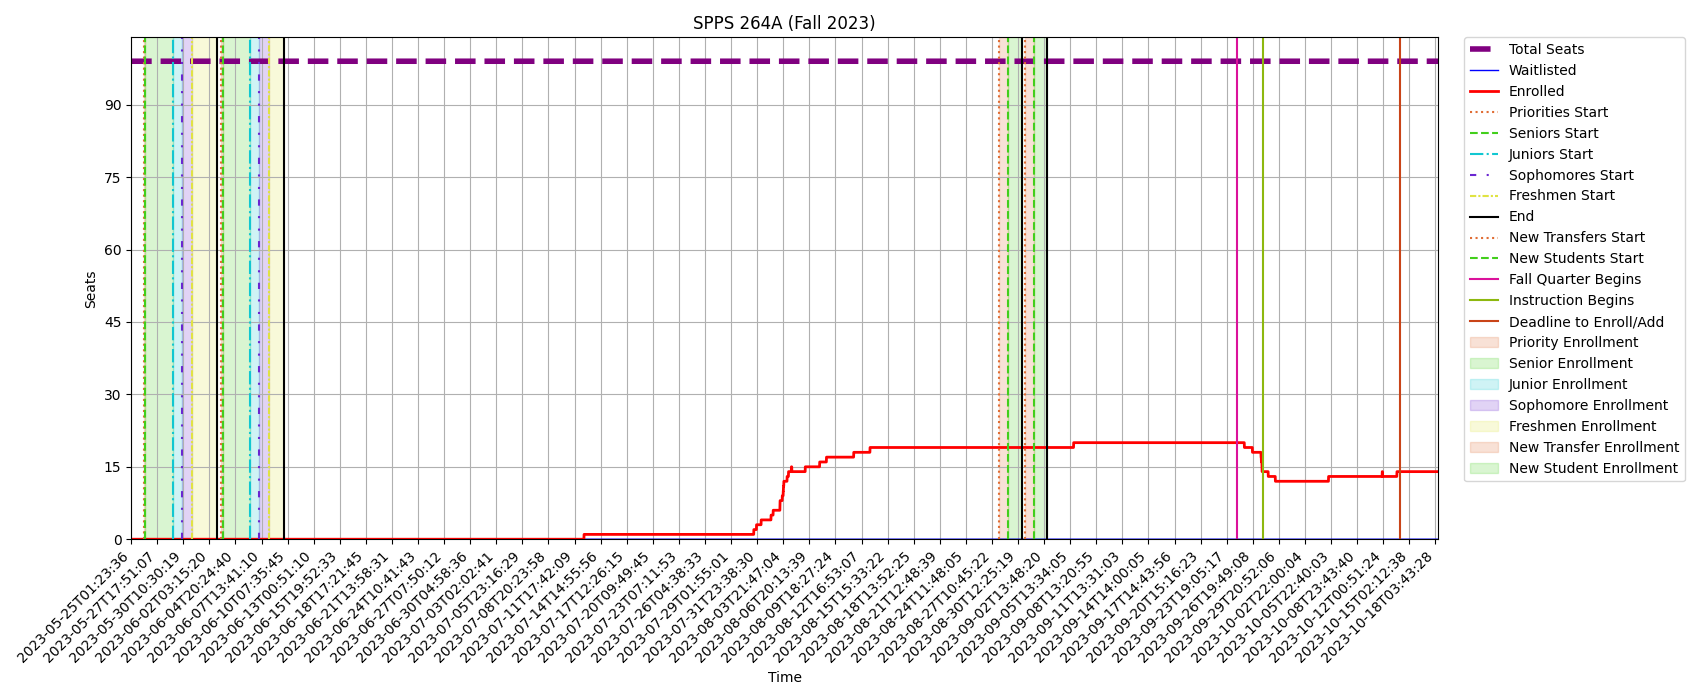 SPPS 264A (Fall 2023)
Seats
90
75
60
45
30
15
0
2023-05-25T01:23:36
2023-05-27T17:51:07
2023-05-30T10:30:19
2023-06-02T03:15:20
2023-06-04T20:24:40
2023-06-07T13:41:10
2023-06-10T07:35:45
2023-06-13T00:51:10
2023-06-15T19:52:33
2023-06-18T17:21:45
2023-06-21T13:58:31
2023-06-24T10:41:43
2023-06-27T07:50:12
2023-06-30T04:58:36
2023-07-03T02:02:41
2023-07-05T23:16:29
2023-07-08T20:23:58
2023-07-11T17:42:09
2023-07-14T14:55:56
2023-07-17T12:26:15
2023-07-20T09:49:45
2023-07-23T07:11:53
2023-07-26T04:38:33
2023-07-29T01:55:01
2023-07-31T23:38:30
2023-08-03T21:47:04
2023-08-06T20:13:39
2023-08-09T18:27:24
2023-08-12T16:53:07
2023-08-15T15:33:22
2023-08-18T13:52:25
2023-08-21T12:48:39
2023-08-24T11:48:05
2023-08-27T10:45:22
2023-08-30T12:25:19
2023-09-02T13:48:20
2023-09-05T13:34:05
2023-09-08T13:20:55
2023-09-11T13:31:03
2023-09-14T14:00:05
2023-09-17T14:43:56
2023-09-20T15:16:23
2023-09-23T19:05:17
2023-09-26T19:49:08
2023-09-29T20:52:06
2023-10-02T22:00:04
2023-10-05T22:40:03
2023-10-08T23:43:40
2023-10-12T00:51:24
2023-10-15T02:12:38
2023-10-18T03:43:28
Time
Total Seats
Waitlisted
Enrolled
Priorities Start
Seniors Start
Juniors Start
Sophomores Start
Freshmen Start
End
New Transfers Start
New Students Start
Fall Quarter Begins
Instruction Begins
Deadline to Enroll/Add
Priority Enrollment
Senior Enrollment
Junior Enrollment
Sophomore Enrollment
Freshmen Enrollment
New Transfer Enrollment
New Student Enrollment